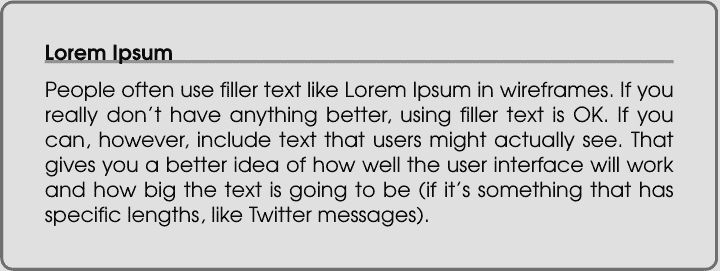 Lorem Ipsum
People often use filler text like Lorem Ipsum in wireframes. If you
really don't have anything better, using filler text is OK. If you
can, however, include text that users might actually see. That
gives you a better idea of how well the user interface will work
and how big the text is going to be (if it's something that has
specific lengths, like Twitter messages).